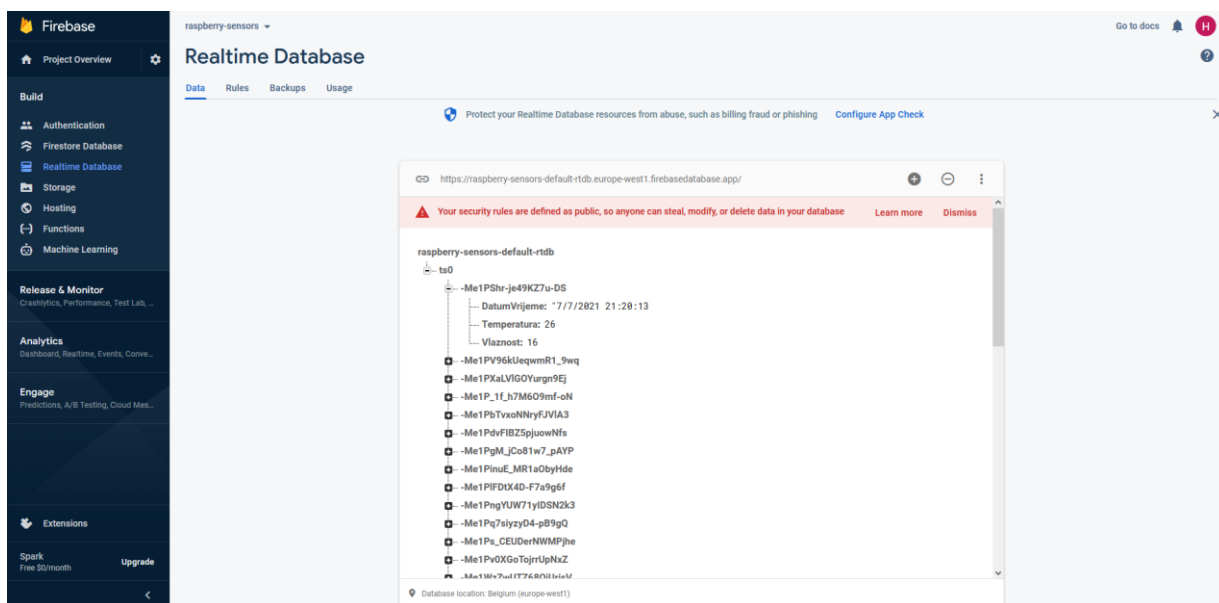 Firebase
Project Overview
Build
Authentication
Firestore Database
Realtime Database
Storage
Hosting
Functions
Machine Learning
Release & Monitor
Crashlytics, Performance, Test Lab, ...
Analytics
Dashboard, Realtime, Events, Conve...
Engage
Predictions, A/B Testing, Cloud Mes...
Extensions
Spark
Free $0/month
Upgrade
raspberry-sensors
Go to docs
H
Realtime Database
Data Rules Backups Usage
Protect your Realtime Database resources from abuse, such as billing fraud or phishing Configure App Check
https://raspberry-sensors-default-rtdb.europe-west1.firebasedatabase.app/
Your security rules are defined as public, so anyone can steal, modify, or delete data in your database Learn more Dismiss
raspberry-sensors-default-rtdb
ts0
-Me1PShr-je49KZ7u-DS
DatumVrijeme: "7/7/2021 21:20:13
Temperatura: 26
Vlaznost: 16
-Me1PV96kUeqwmR1_9wq
-Me1PXaLVlGOYurgn9Ej
-Me1P_1f_h7M6O9mf-oN
-Me1PbTvxoNNryFJVlA3
-Me1PdvFIBZ5pjuowNfs
-Me1PgM_jCo81w7_pAYP
-Me1PinuE_MR1aObyHde
-Me1PlFDtX4D-F7a9g6f
-Me1PngYUW71yIDSN2k3
-Me1Pq7siyzyD4-pB9gQ
-Me1Ps_CEUDerNWMPjhe
-Me1Pv0XGoTojrrUpNxZ
Database location: Belgium (europe-west1)